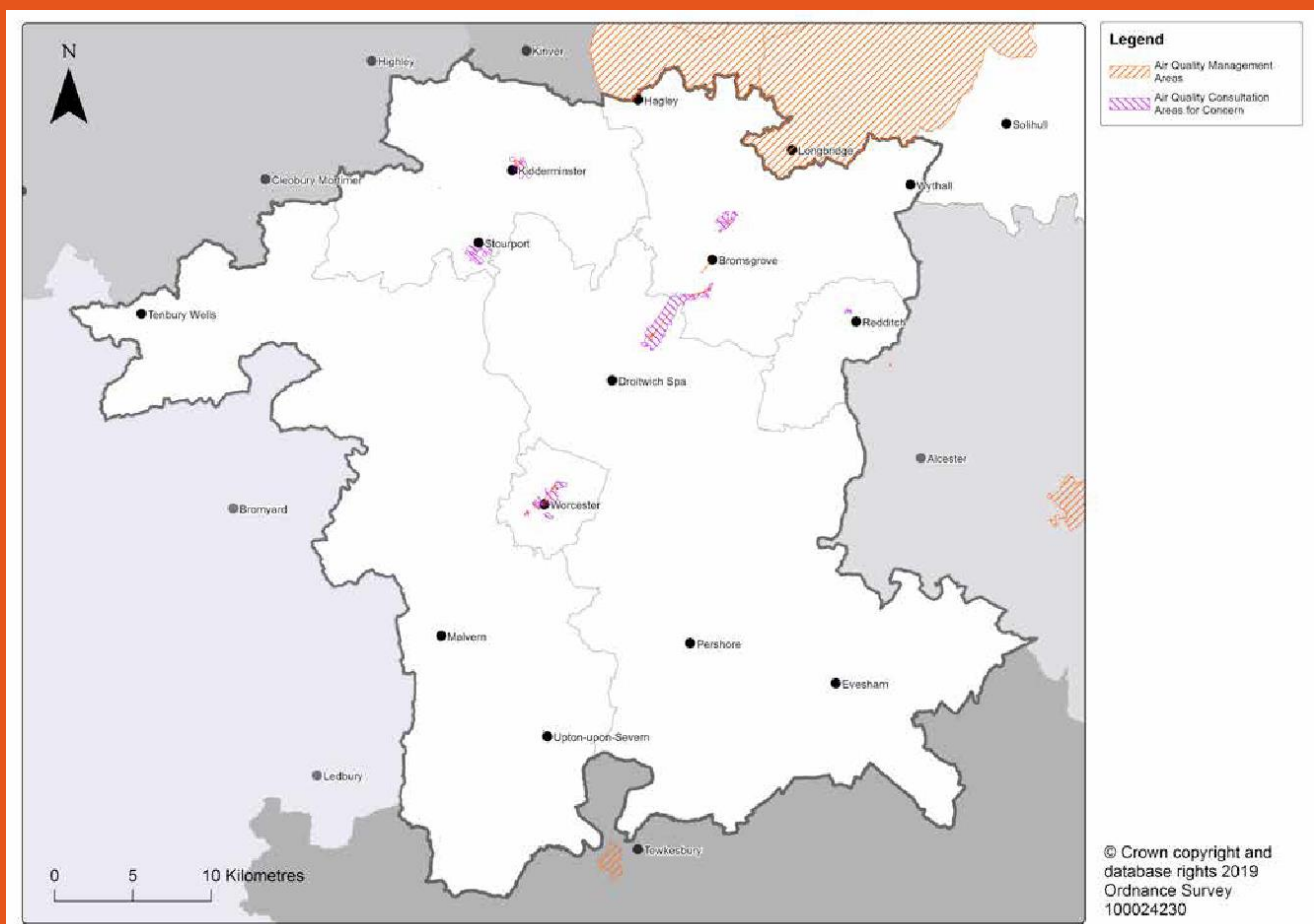 N
Highley
Kinver
Hagley
Longbridge
Solihull
Wythall
Kidderminster
Cleobury Mortimer
Stourport
Bromsgrove
Tenbury Wells
Redditch
Droitwich Spa
Alcester
Bromyard
Worcester
Malvern
Pershore
Evesham
Upton-upon-Severn
Ledbury
Tewkesbury
0 5 10 Kilometres
Legend
Air Quality Management
Areas
Air Quality Consultation
Areas for Concern
© Crown copyright and
database rights 2019
Ordnance Survey
100024230